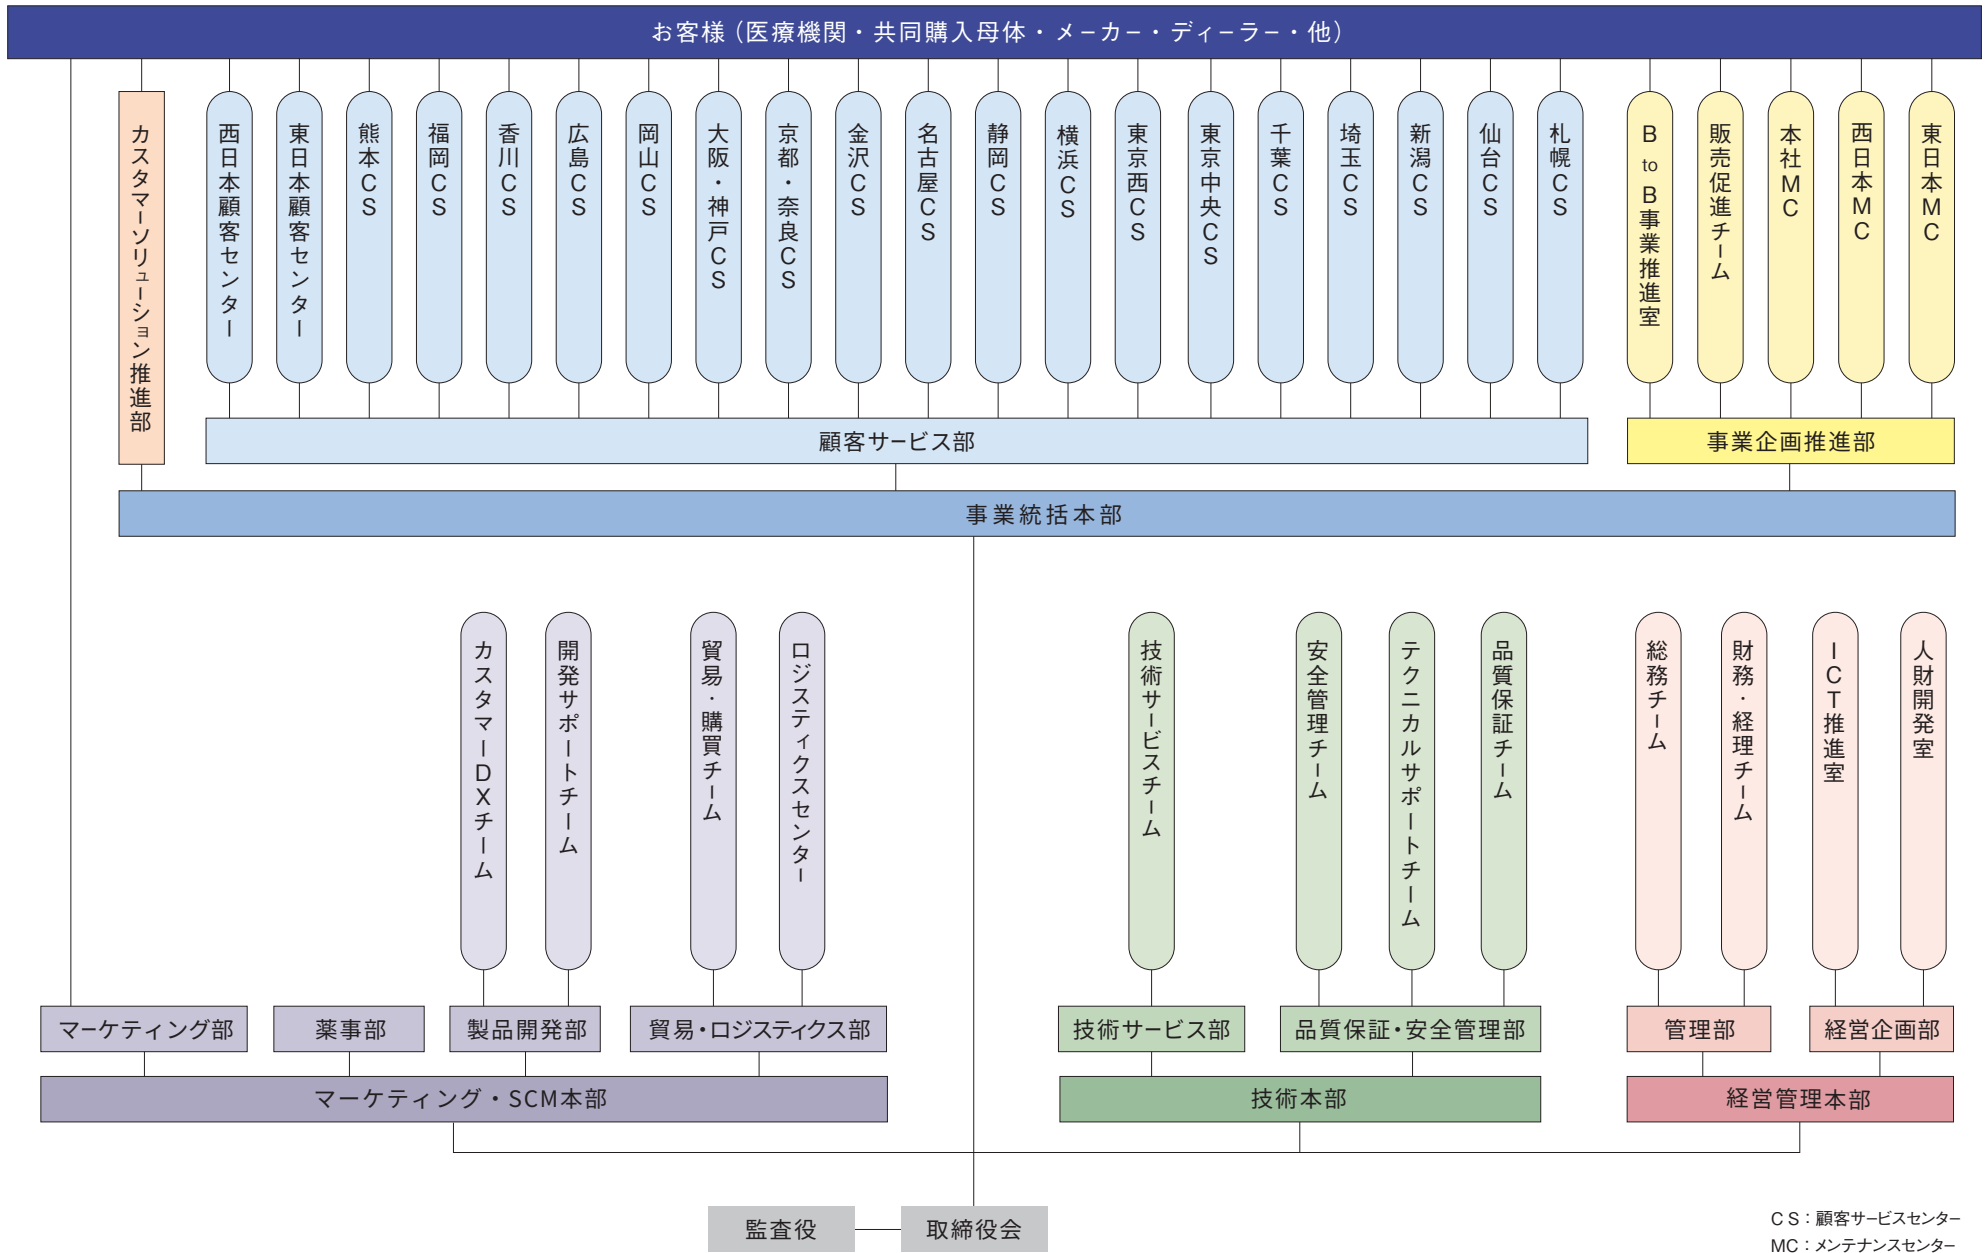 お客様（医療機関・共同購入母体・メーカー・ディーラー・他）
カスタマーソリューション推進部
西日本顧客センター
東日本顧客センター
熊本CS
福岡CS
香川CS
広島CS
岡山CS
大阪・神戸CS
京都・奈良CS
金沢CS
名古屋CS
静岡CS
横浜CS
東京西CS
東京中央CS
千葉CS
埼玉CS
新潟CS
仙台CS
札幌CS
B to B事業推進室
販売促進チーム
本社MC
西日本MC
東日本MC
顧客サービス部
事業企画推進部
事業統括本部
カスタマーDXチーム
開発サポートチーム
貿易・購買チーム
ロジスティクスセンター
技術サービスチーム
安全管理チーム
テクニカルサポートチーム
品質保証チーム
総務チーム
財務・経理チーム
ICT推進室
人財開発室
マーケティング部
薬事部
製品開発部
貿易・ロジスティクス部
技術サービス部
品質保証・安全管理部
管理部
経営企画部
マーケティング・SCM本部
技術本部
経営管理本部
監査役
取締役会
CS：顧客サービスセンター
MC：メンテナンスセンター